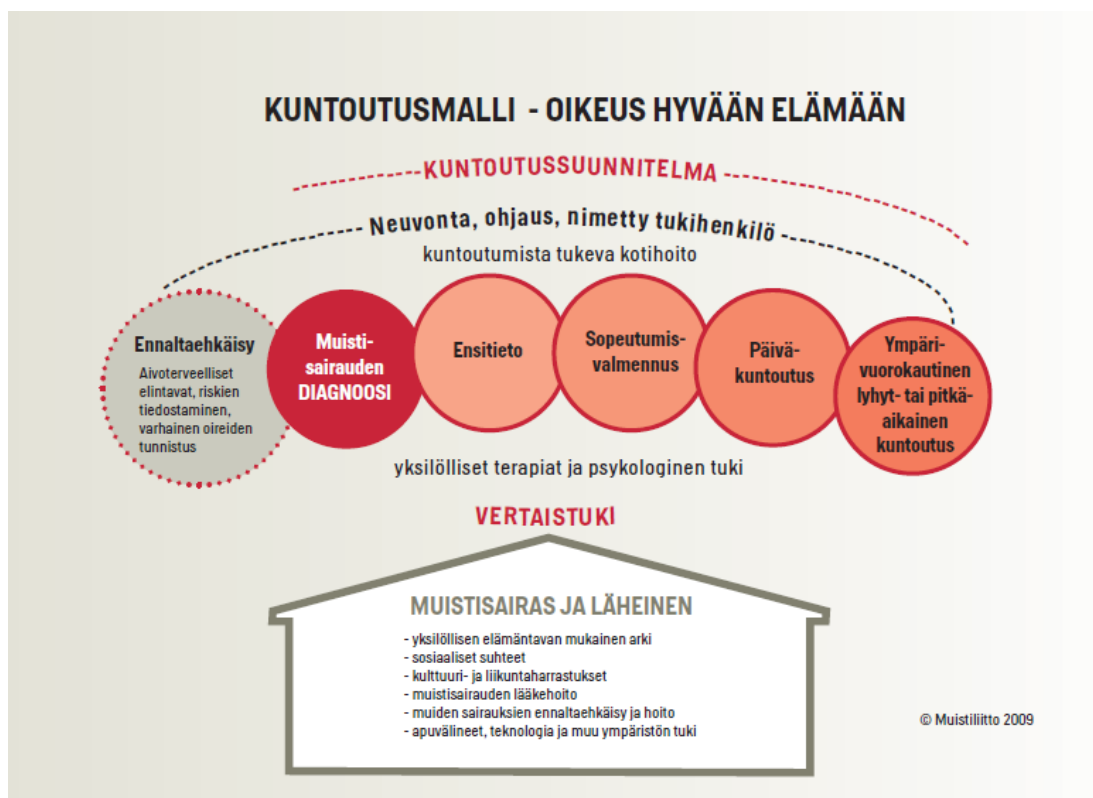 KUNTOUTUSMALLI - OIKEUS HYVÄÄN ELÄMÄÄN
KUNTOUTUSSUUNNITELMA
Neuvonta, ohjaus, nimetty tukihenkilö
kuntoutumista tukeva kotihoito
Ennaltaehkäisy
Aivoterveelliset
elintavat, riskien
tiedostaminen,
varhainen oireiden
tunnistus
Muisti-
sairauden
DIAGNOOSI
Ensitieto
Sopeutumis-
valmennus
Päivä-
kuntoutus
Ympäri-
vuorokautinen
lyhyt- tai pitkä-
aikainen
kuntoutus
yksilölliset terapiat ja psykologinen tuki
VERTAISTUKI
MUISTISAIRAS JA LÄHEINEN
- yksilöllisen elämäntavan mukainen arki
- sosiaaliset suhteet
- kulttuuri- ja liikuntaharrastukset
- muistisairauden lääkehoito
- muiden sairauksien ennaltaehkäisy ja hoito
- apuvälineet, teknologia ja muu ympäristön tuki
© Muistiliitto 2009